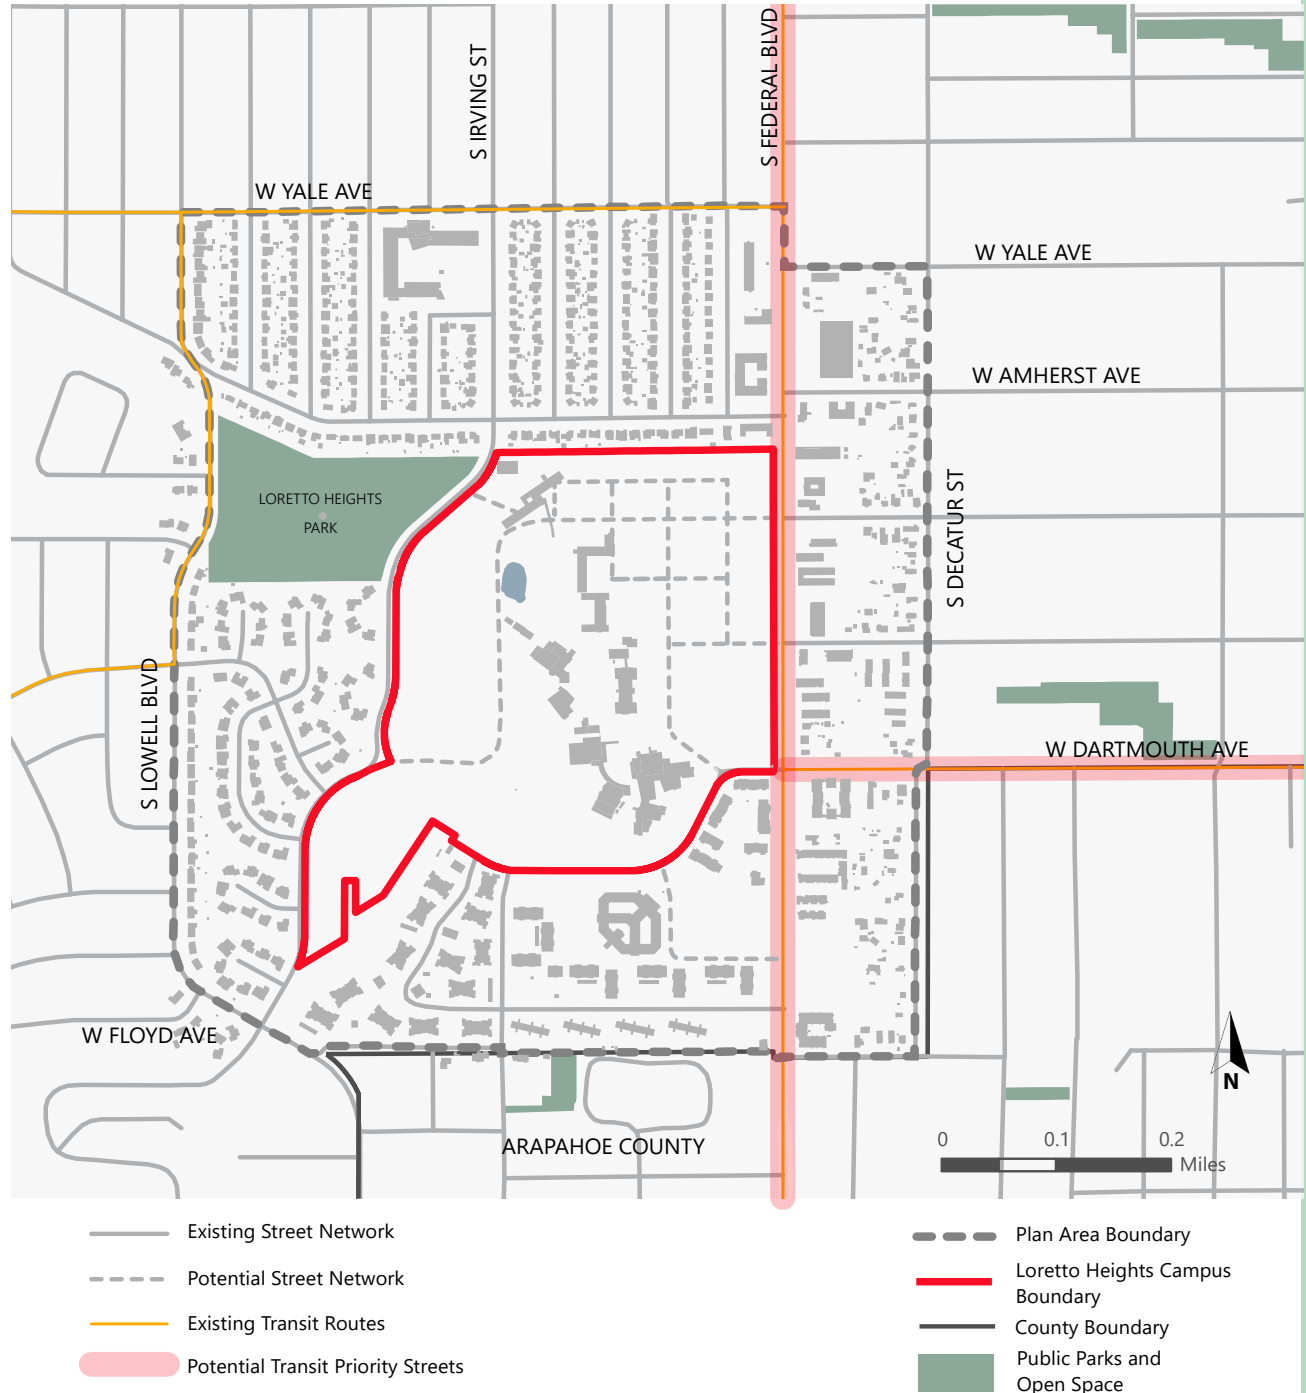 S IRVING ST
S FEDERAL BLVD
W YALE AVE
W YALE AVE
W AMHERST AVE
LORETTO HEIGHTS
PARK
S DECATUR ST
S LOWELL BLVD
W DARTMOUTH AVE
W FLOYD AVE
N
ARAPAHOE COUNTY
0 0.1 0.2
Miles
Existing Street Network
Potential Street Network
Existing Transit Routes
Potential Transit Priority Streets
Plan Area Boundary
Loretto Heights Campus
Boundary
County Boundary
Public Parks and
Open Space